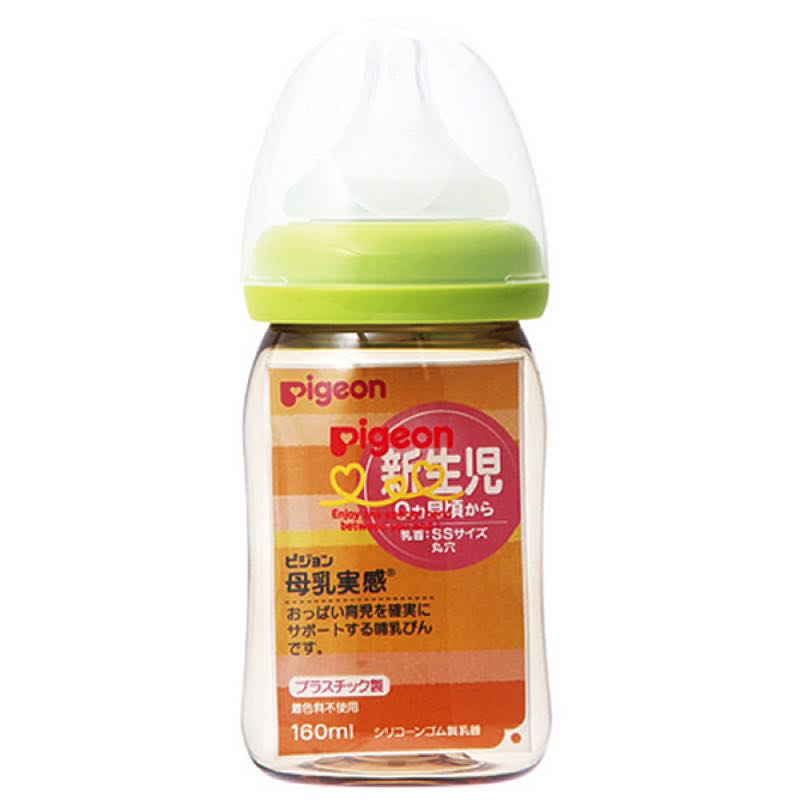 pigeon
pigeon
新生児
0ヵ月頃から
乳首:SSサイズ
丸穴
Enjoy the
ピジョン
母乳実感®
おっぱい育児を確実に
サポートする哺乳びん
です。
プラスチック製
着色料不使用
160ml シリコーンゴム製乳首